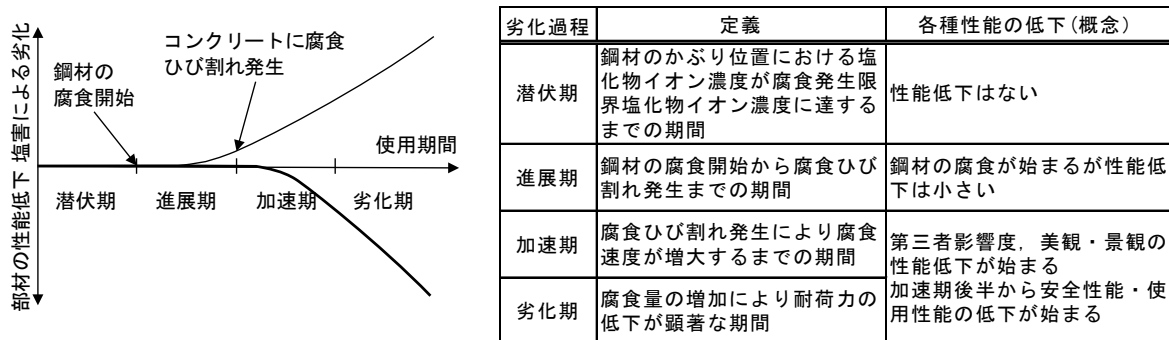 部材の性能低下 塩害による劣化
コンクリートに腐食
ひび割れ発生
鋼材の
腐食開始
使用期間
潜伏期
進展期
加速期
劣化期
劣化過程
定義
各種性能の低下(概念)
潜伏期
鋼材のかぶり位置における塩
化物イオン濃度が腐食発生限
界塩化物イオン濃度に達する
までの期間
性能低下はない
進展期
鋼材の腐食開始から腐食ひび
割れ発生までの期間
鋼材の腐食が始まるが性能低
下は小さい
加速期
腐食ひび割れ発生により腐食
速度が増大するまでの期間
第三者影響度，美観・景観の
性能低下が始まる
加速期後半から安全性能・使
用性能の低下が始まる
劣化期
腐食量の増加により耐荷力の
低下が顕著な期間